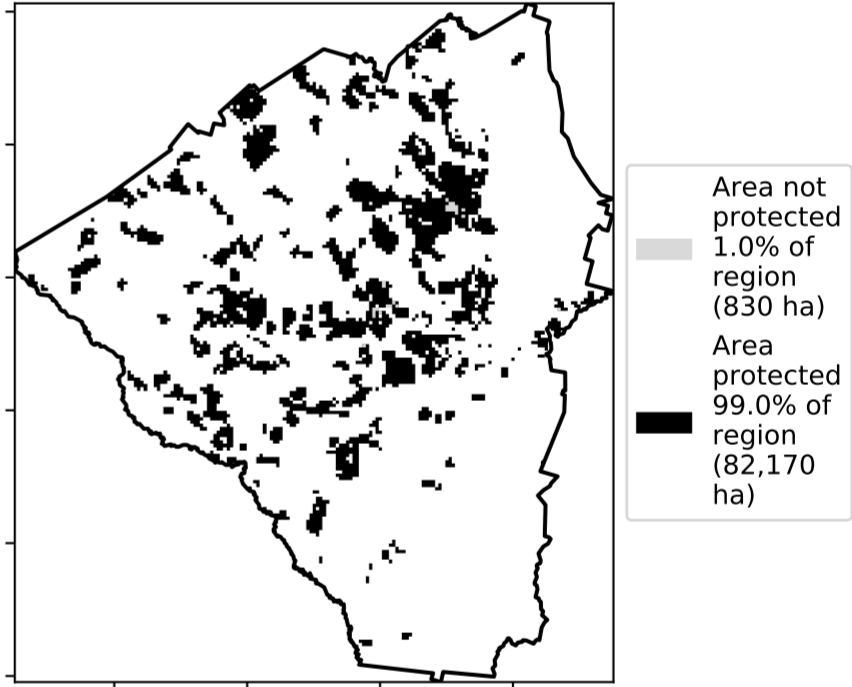 Area not
protected
1.0% of
region
(830 ha)
Area
protected
99.0% of
region
(82,170
ha)